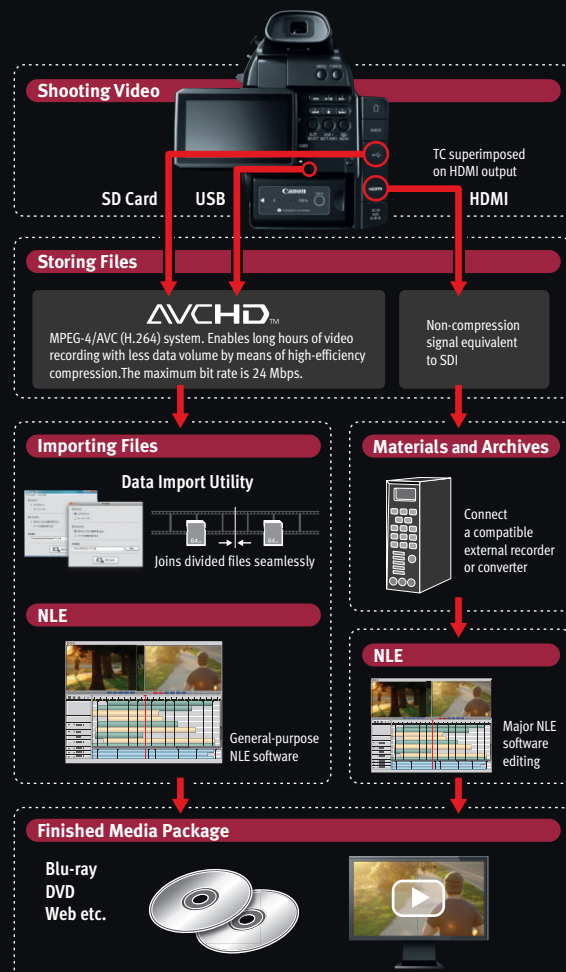 Shooting Video
TC superimposed
on HDMI output
SD Card
USB
HDMI
Canon
Storing Files
AVCHD™
MPEG-4/AVC (H.264) system. Enables long hours of video
recording with less data volume by means of high-efficiency
compression.The maximum bit rate is 24 Mbps.
Non-compression
signal equivalent
to SDI
Importing Files
Data Import Utility
64
64
Joins divided files seamlessly
Materials and Archives
Connect
a compatible
external recorder
or converter
NLE
General-purpose
NLE software
NLE
Major NLE
software
editing
Finished Media Package
Blu-ray
DVD
Web etc.